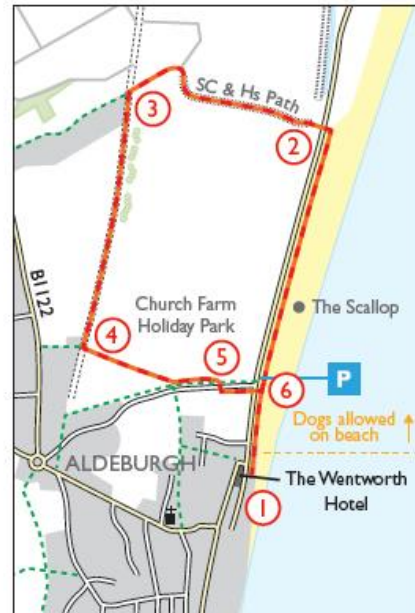 3
SC & Hs Path
2
B1122
Church Farm
Holiday Park
The Scallop
4
5
P
6
Dogs allowed
on beach
ALDEBURGH
The Wentworth
Hotel
1